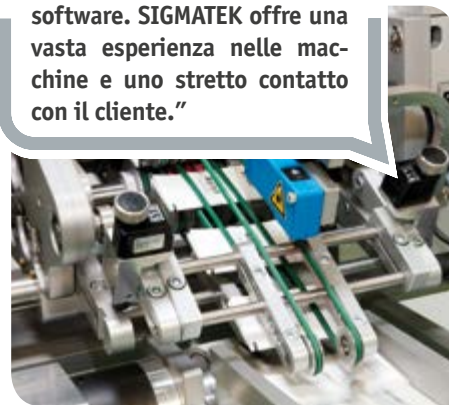 software. SIGMATEK offre una
vasta esperienza nelle mac-
chine e uno stretto contatto
con il cliente.”